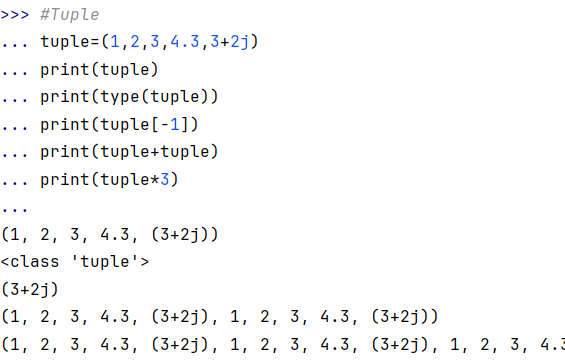 >>> #Tuple
... tuple=(1,2,3,4.3,3+2j)
... print(tuple)
... print(type(tuple))
... print(tuple[-1])
... print(tuple+tuple)
... print(tuple*3)
...
(1, 2, 3, 4.3, (3+2j))
<class 'tuple'>
(3+2j)
(1, 2, 3, 4.3, (3+2j), 1, 2, 3, 4.3, (3+2j))
(1, 2, 3, 4.3, (3+2j), 1, 2, 3, 4.3, (3+2j), 1, 2, 3, 4.3